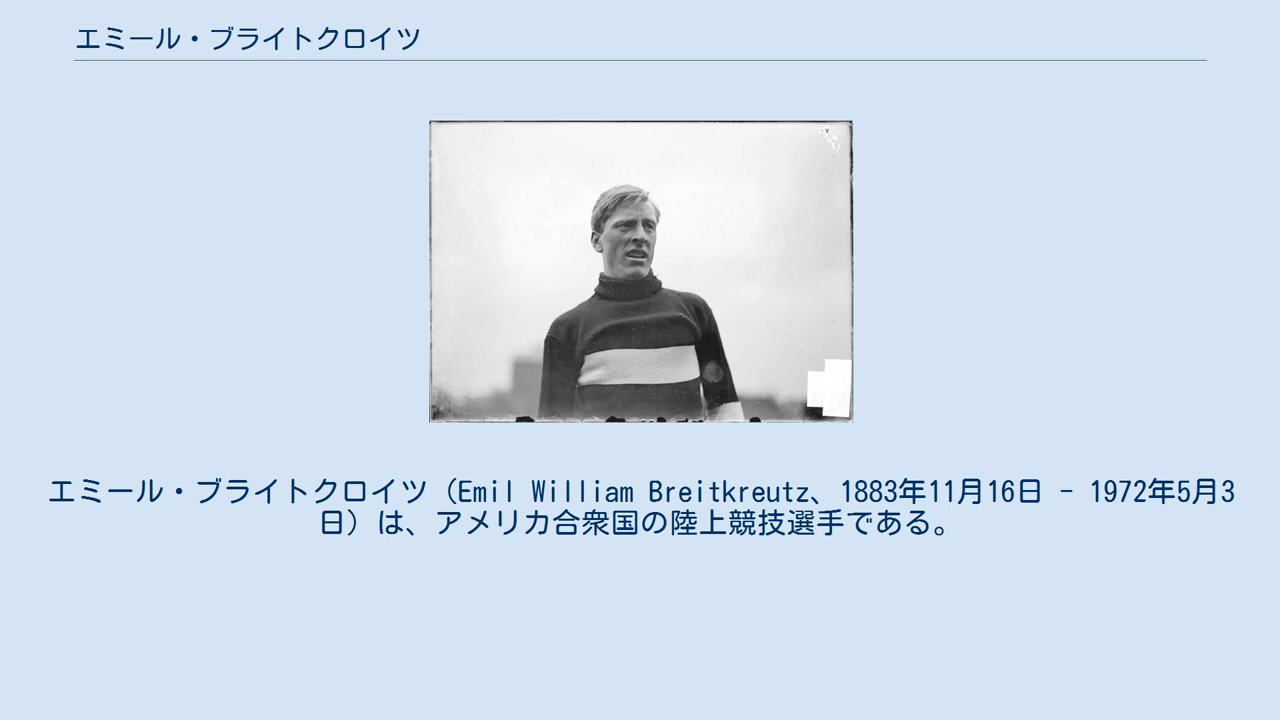 エミール・ブライトクロイツ
エミール・ブライトクロイツ（Emil William Breitkreutz、1883年11月16日 - 1972年5月3
日）は、アメリカ合衆国の陸上競技選手である。